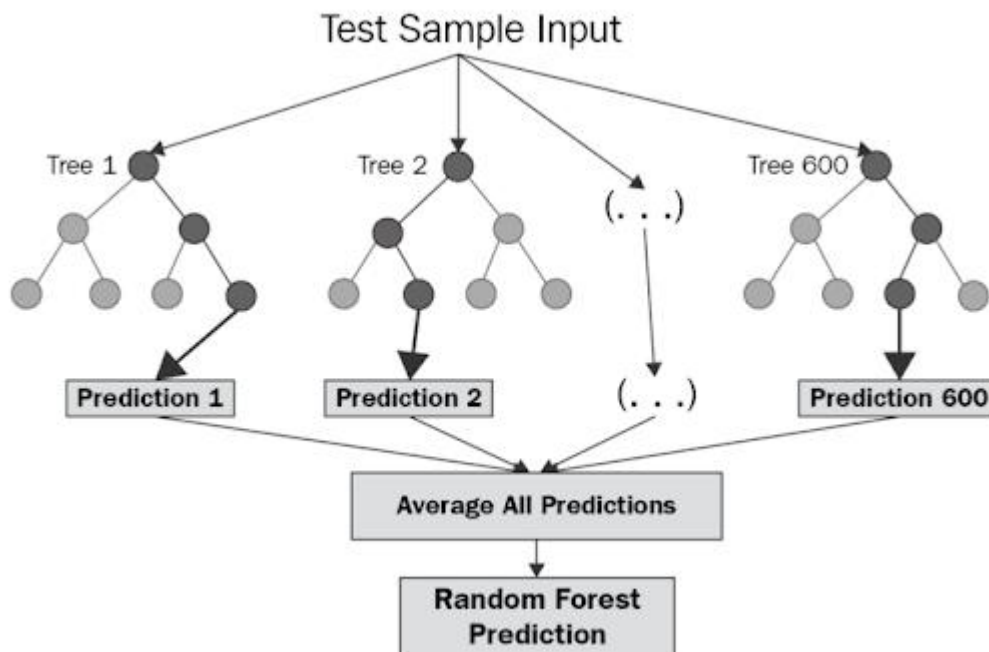 Test Sample Input
Tree 1
Tree 2
Tree 600
(. . .)
Prediction 1
Prediction 2
(. . .)
Prediction 600
Average All Predictions
Random Forest
Prediction